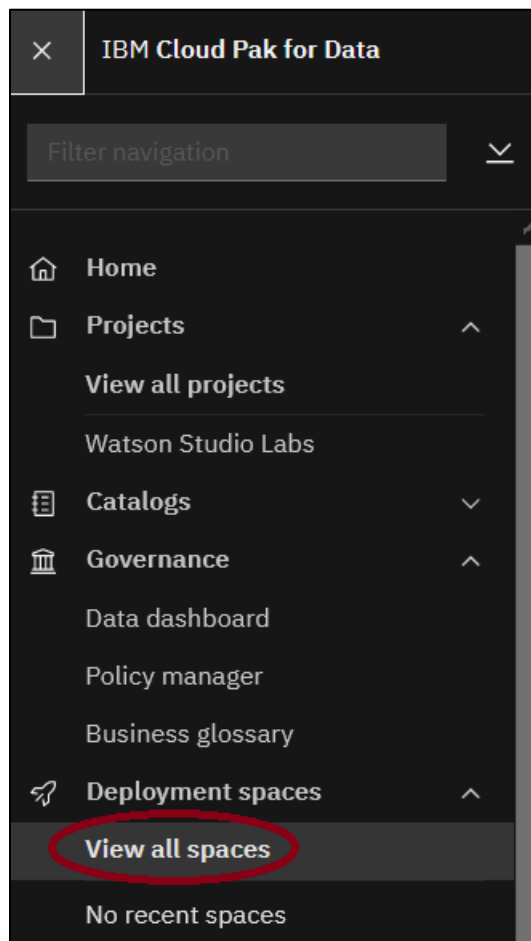 IBM Cloud Pak for Data
Filter navigation
Home
Projects
View all projects
Watson Studio Labs
Catalogs
Governance
Data dashboard
Policy manager
Business glossary
Deployment spaces
View all spaces
No recent spaces